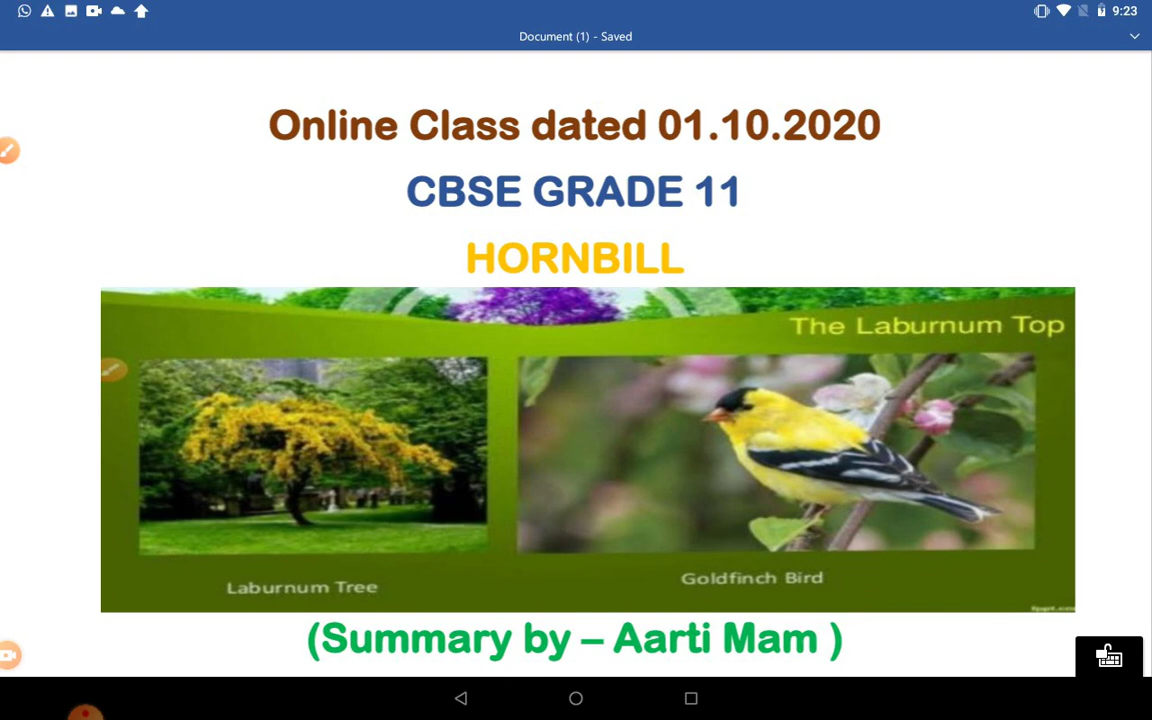 9:23
Document (1) – Saved
Online Class dated 01.10.2020
CBSE GRADE 11
HORNBILL
The Laburnum Top
Laburnum Tree
Goldfinch Bird
(Summary by – Aarti Mam )